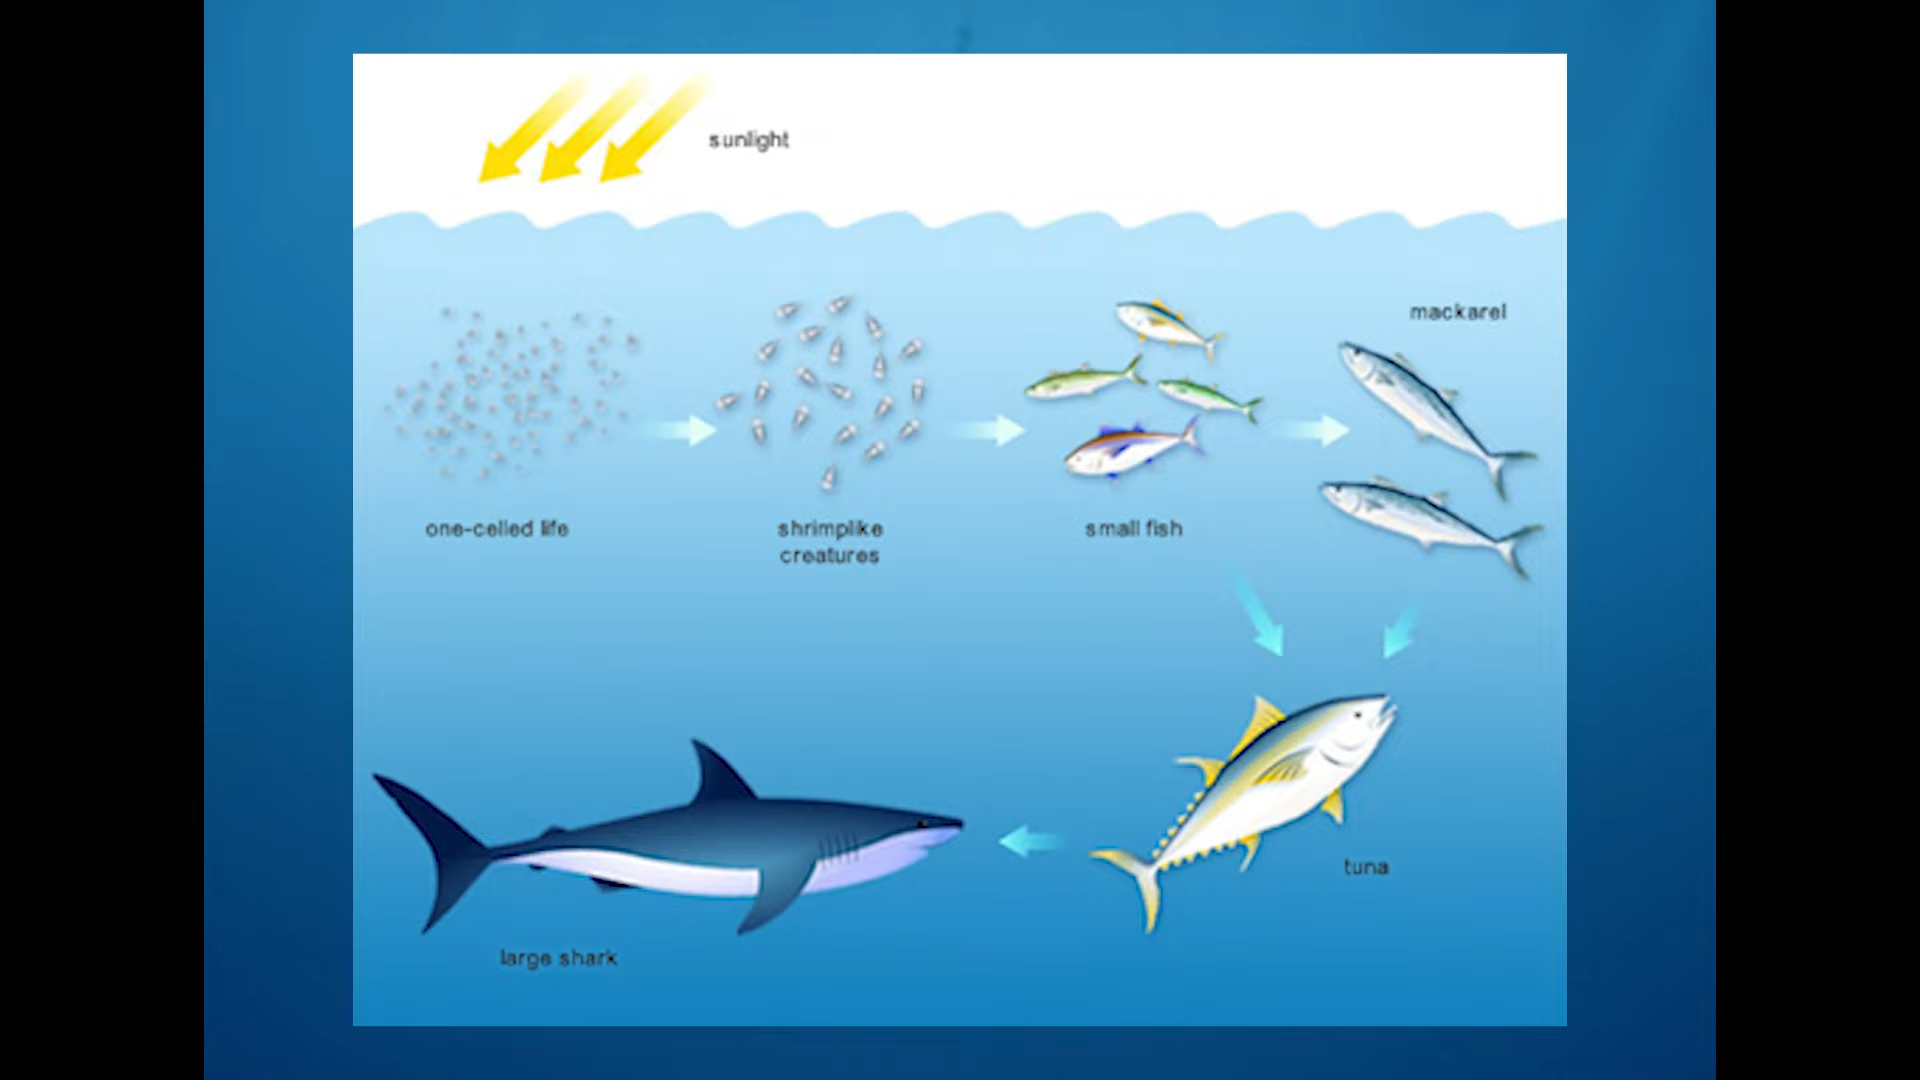 sunlight
mackarel
one-celled life
shrimplike
creatures
small fish
tuna
large shark